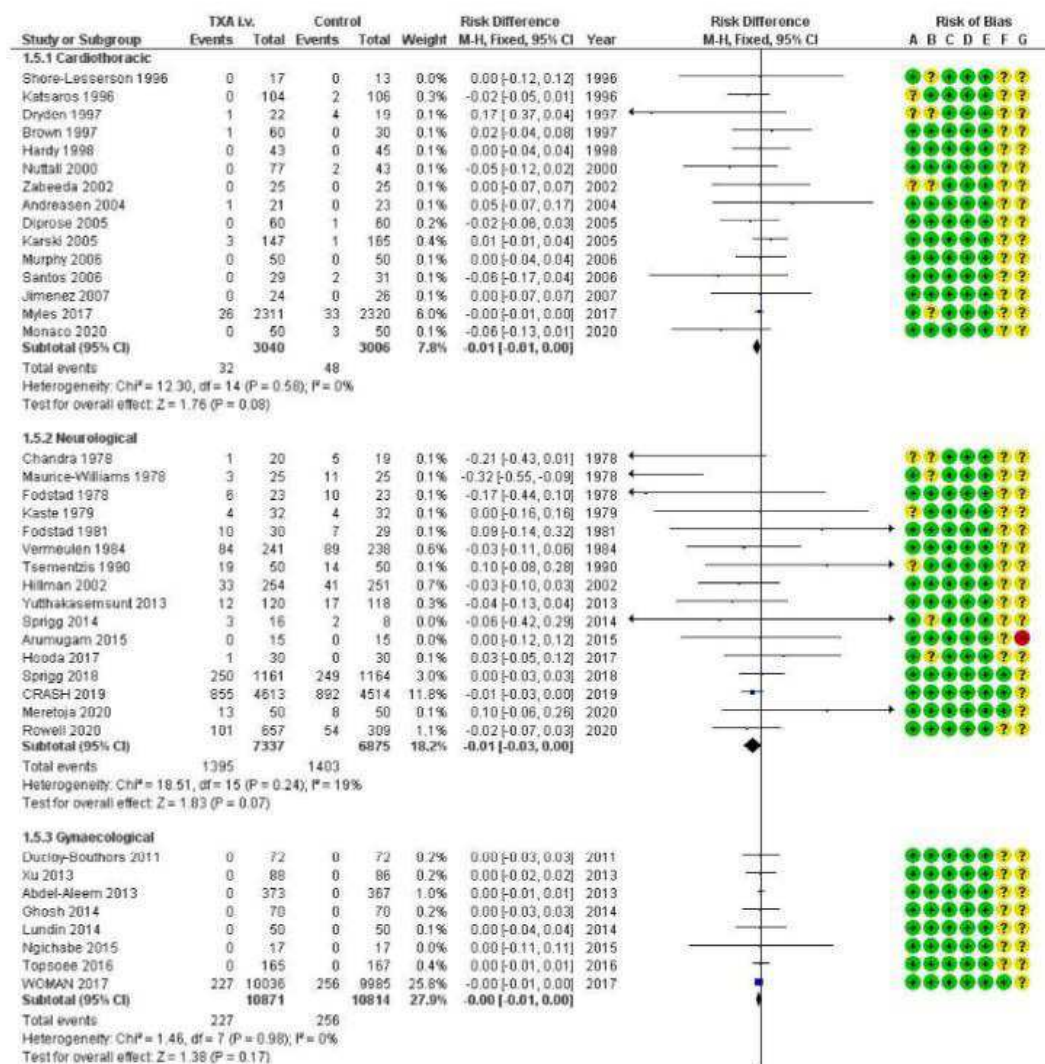 TXA i.v. Control Risk Difference Risk Difference Risk of Bias
Study or Subgroup Events Total Events Total Weight M-H, Fixed, 95% CI Year M-H, Fixed, 95% CI A B C D E F G
1.5.1 Cardiothoracic
Shore-Lesserson 1996 0 17 0 13 0.0% 0.00 [-0.12, 0.12] 1996 + ? + + + ? ?
Katsaros 1996 0 104 2 106 0.3% -0.02 [-0.05, 0.01] 1996 ? + + + + ? ?
Dryden 1997 1 22 4 19 0.1% -0.17 [-0.37, 0.04] 1997 ? ? + + + ? ?
Brown 1997 1 60 0 30 0.1% 0.02 [-0.04, 0.08] 1997 + + + + + ? ?
Hardy 1998 0 43 0 45 0.1% 0.00 [-0.04, 0.04] 1998 + + + + + ? ?
Nuttall 2000 0 77 2 43 0.1% -0.05 [-0.12, 0.02] 2000 + + + + + ? ?
Zabeeda 2002 0 25 0 25 0.1% 0.00 [-0.07, 0.07] 2002 ? ? + + + ? ?
Andreasen 2004 1 21 0 23 0.1% 0.05 [-0.07, 0.17] 2004 + + + + + ? ?
Diprose 2005 0 60 1 60 0.2% -0.02 [-0.06, 0.03] 2005 + + + + + ? ?
Karski 2005 3 147 1 165 0.4% 0.01 [-0.01, 0.04] 2005 + + + + + ? ?
Murphy 2006 0 50 0 50 0.1% 0.00 [-0.04, 0.04] 2006 + + + + + ? ?
Santos 2006 0 29 2 31 0.1% -0.06 [-0.17, 0.04] 2006 + + + + + ? ?
Jimenez 2007 0 24 0 26 0.1% 0.00 [-0.07, 0.07] 2007 + + + + + ? ?
Myles 2017 26 2311 33 2320 6.0% -0.00 [-0.01, 0.00] 2017 + + + + + ? ?
Monaco 2020 0 50 3 50 0.1% -0.06 [-0.13, 0.01] 2020 + + + + + ? ?
Subtotal (95% CI) 3040 3006 7.8% -0.01 [-0.01, 0.00]
Total events 32 48
Heterogeneity: Chi² = 12.30, df = 14 (P = 0.58); I² = 0%
Test for overall effect: Z = 1.76 (P = 0.08)
1.5.2 Neurological
Chandra 1978 1 20 5 19 0.1% -0.21 [-0.43, 0.01] 1978 ? ? + + + ? ?
Maurice-Williams 1978 3 25 11 25 0.1% -0.32 [-0.55, -0.09] 1978 + ? + + + ? ?
Fodstad 1978 6 23 10 23 0.1% -0.17 [-0.44, 0.10] 1978 + + + + + ? ?
Kaste 1979 4 32 4 32 0.1% 0.00 [-0.16, 0.16] 1979 ? + + + + ? ?
Fodstad 1981 10 30 7 29 0.1% 0.09 [-0.14, 0.32] 1981 + + + + + ? ?
Vermeulen 1984 84 241 89 238 0.6% -0.03 [-0.11, 0.06] 1984 + + + + + ? ?
Tsementzis 1990 19 50 14 50 0.1% 0.10 [-0.08, 0.28] 1990 ? + + + + ? ?
Hillman 2002 33 254 41 251 0.7% -0.03 [-0.10, 0.03] 2002 + + + + + ? ?
Yutthakasemsunt 2013 12 120 17 118 0.3% -0.04 [-0.13, 0.04] 2013 + + + + + ? ?
Sprigg 2014 3 16 2 8 0.0% -0.06 [-0.42, 0.29] 2014 + ? + + + ? ?
Arumugam 2015 0 15 0 15 0.0% 0.00 [-0.12, 0.12] 2015 + + + + + ?
Hooda 2017 1 30 0 30 0.1% 0.03 [-0.05, 0.12] 2017 + ? + + + ? ?
Sprigg 2018 250 1161 249 1164 3.0% 0.00 [-0.03, 0.03] 2018 + + + + + + ?
CRASH 2019 855 4613 892 4514 11.8% -0.01 [-0.03, 0.00] 2019 + + + + + + ?
Meretoja 2020 13 50 8 50 0.1% 0.10 [-0.06, 0.26] 2020 + + + + + + ?
Rowell 2020 101 657 54 309 1.1% -0.02 [-0.07, 0.03] 2020 + + + + + ? ?
Subtotal (95% CI) 7337 6875 18.2% -0.01 [-0.03, 0.00]
Total events 1395 1403
Heterogeneity: Chi² = 18.51, df = 15 (P = 0.24); I² = 19%
Test for overall effect: Z = 1.83 (P = 0.07)
1.5.3 Gynaecological
Ducloy-Bouthors 2011 0 72 0 72 0.2% 0.00 [-0.03, 0.03] 2011 + + + + + ? ?
Xu 2013 0 88 0 86 0.2% 0.00 [-0.02, 0.02] 2013 + + + + + ? ?
Abdel-Aleem 2013 0 373 0 367 1.0% 0.00 [-0.01, 0.01] 2013 + + + + + ? ?
Ghosh 2014 0 70 0 70 0.2% 0.00 [-0.03, 0.03] 2014 + + + + + ? ?
Lundin 2014 0 50 0 50 0.1% 0.00 [-0.04, 0.04] 2014 + + + + + ? ?
Ngichabe 2015 0 17 0 17 0.0% 0.00 [-0.11, 0.11] 2015 + + + + + ? ?
Topsoee 2016 0 165 0 167 0.4% 0.00 [-0.01, 0.01] 2016 + + + + + ? ?
WOMAN 2017 227 10036 256 9985 25.8% -0.00 [-0.01, 0.00] 2017 + + + + + + ?
Subtotal (95% CI) 10871 10814 27.9% -0.00 [-0.01, 0.00]
Total events 227 256
Heterogeneity: Chi² = 1.46, df = 7 (P = 0.98); I² = 0%
Test for overall effect: Z = 1.38 (P = 0.17)